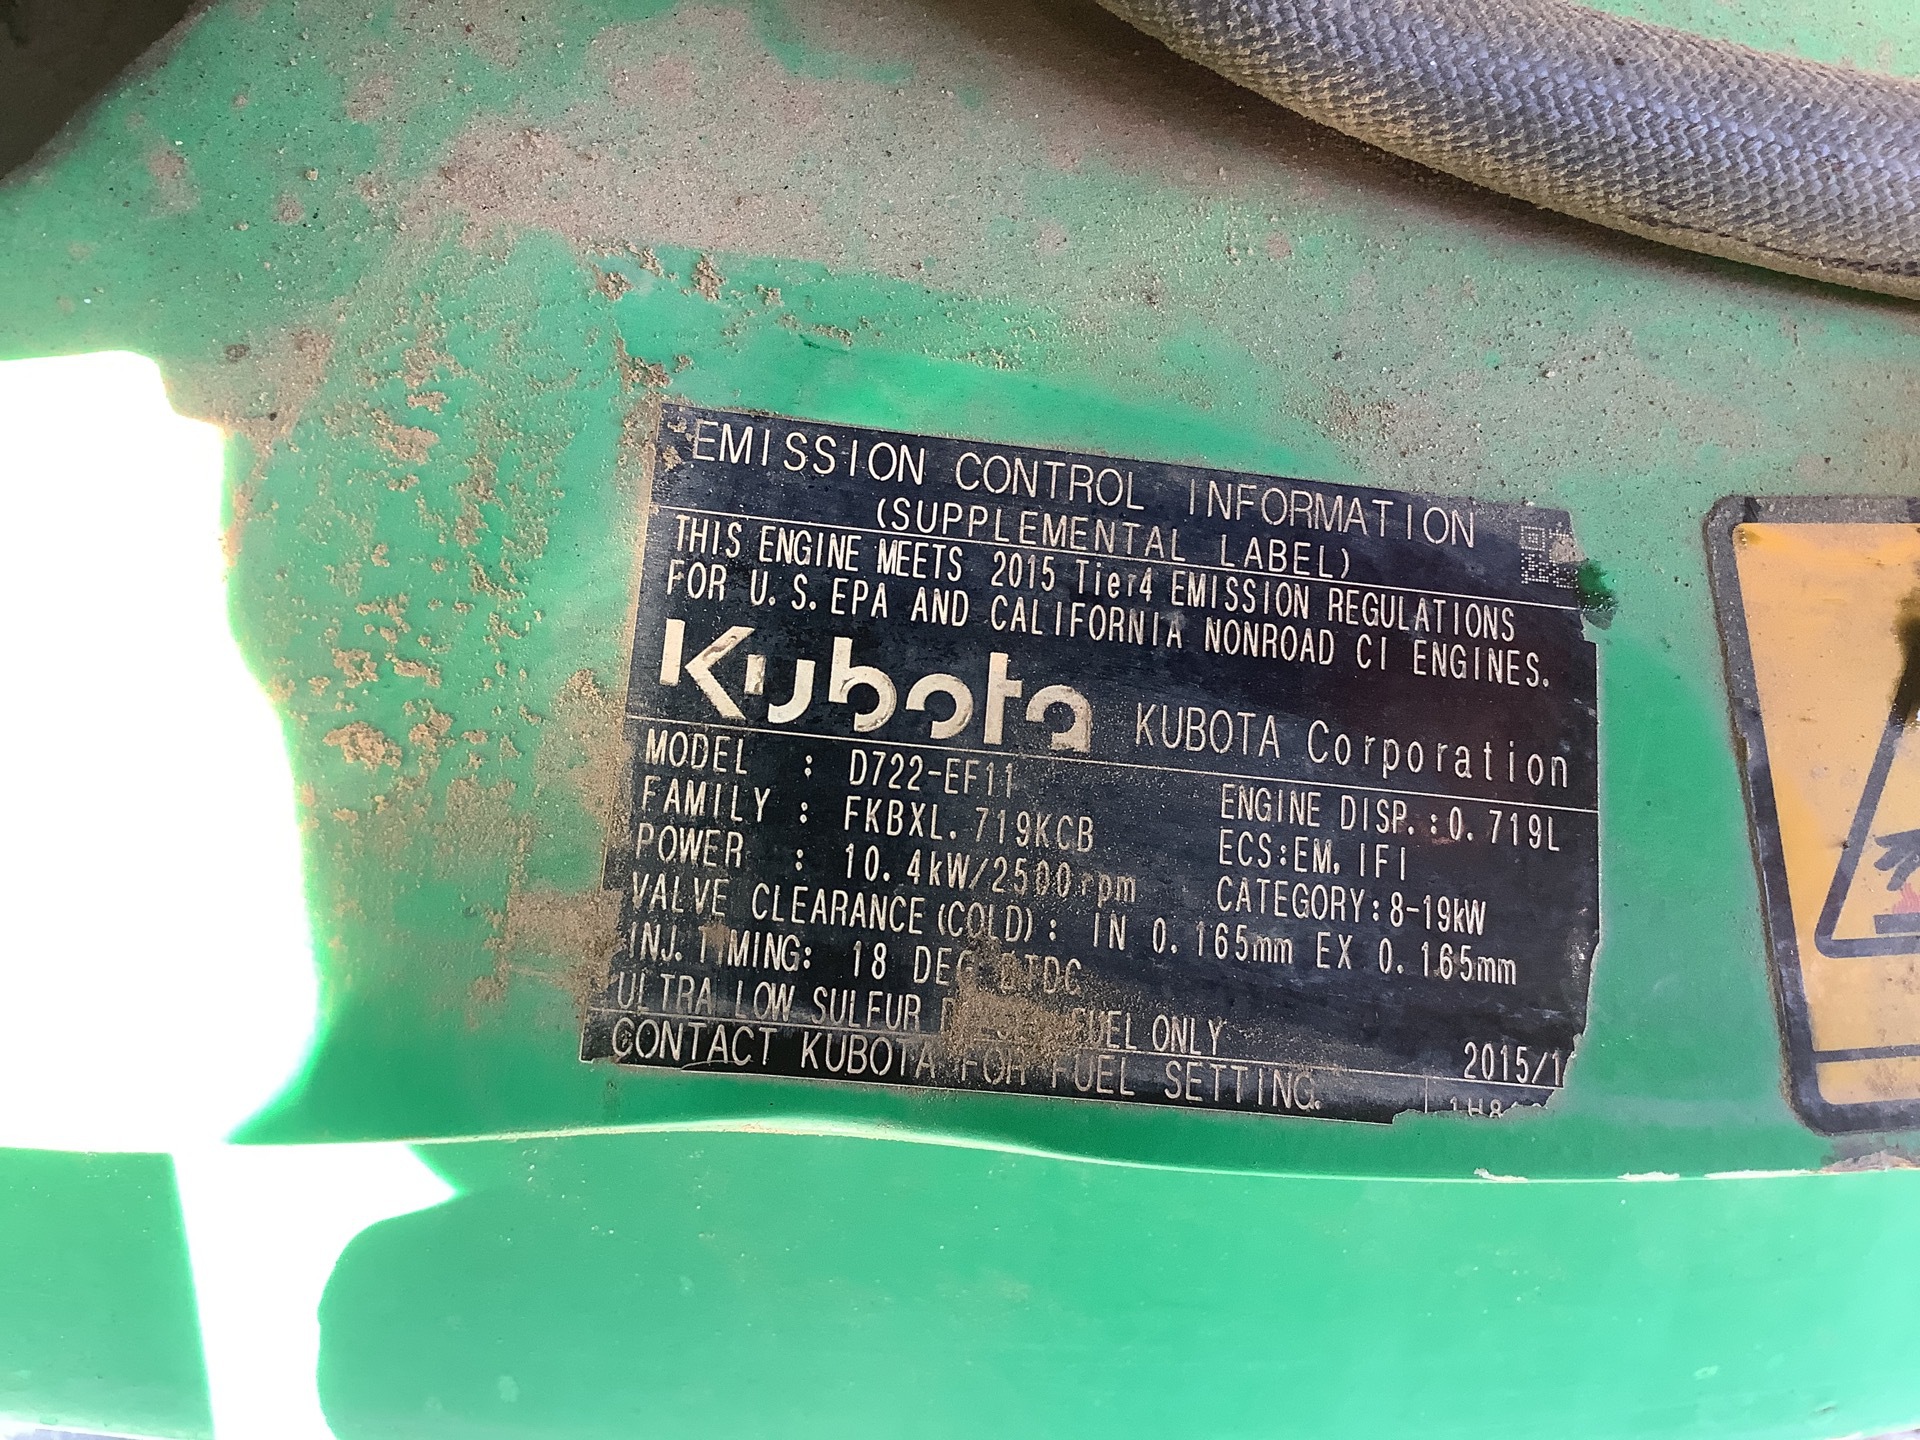 EMISSION CONTROL INFORMATION
(SUPPLEMENTAL LABEL)
THIS ENGINE MEETS 2015 Tier4 EMISSION REGULATIONS
FOR U.S.EPA AND CALIFORNIA NONROAD CI ENGINES.
Kubota KUBOTA Corporation
MODEL : D722-EF11 ENGINE DISP.:0.719L
FAMILY : FKBXL.719KCB ECS:EM, IFI
POWER : 10.4kW/2500rpm CATEGORY:8-19kW
VALVE CLEARANCE(COLD): IN 0.165mm EX 0.165mm
INJ.TIMING: 18 DEG BTDC
ULTRA LOW SULFUR FUEL ONLY
2015/1
CONTACT KUBOTA FOR FUEL SETTING.